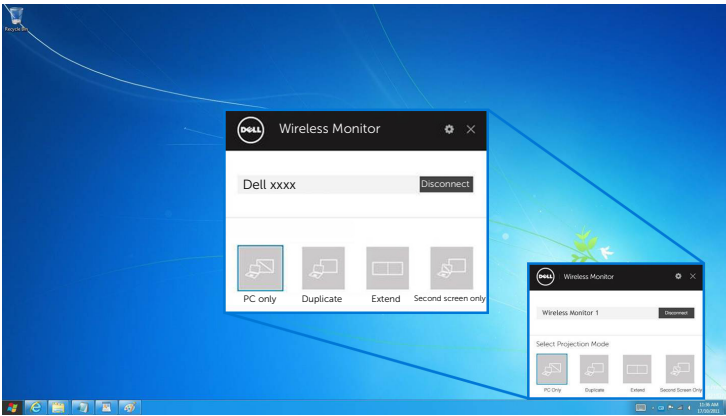 Recycle Bin
DELL Wireless Monitor
Dell xxxx Disconnect
PC only Duplicate Extend Second screen only
DELL Wireless Monitor
Wireless Monitor 1 Disconnect
Select Projection Mode
PC Only Duplicate Extend Second Screen Only